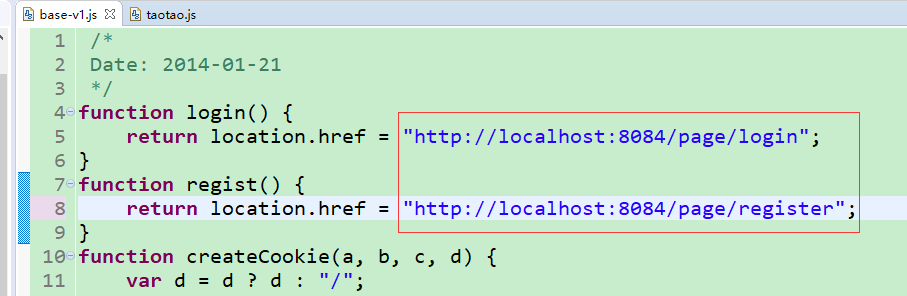 base-v1.js taotao.js
1 /*
2 Date: 2014-01-21
3 */
4 function login() {
5 return location.href = "http://localhost:8084/page/login";
6 }
7 function regist() {
8 return location.href = "http://localhost:8084/page/register";
9 }
10 function createCookie(a, b, c, d) {
11 var d = d ? d : "/";